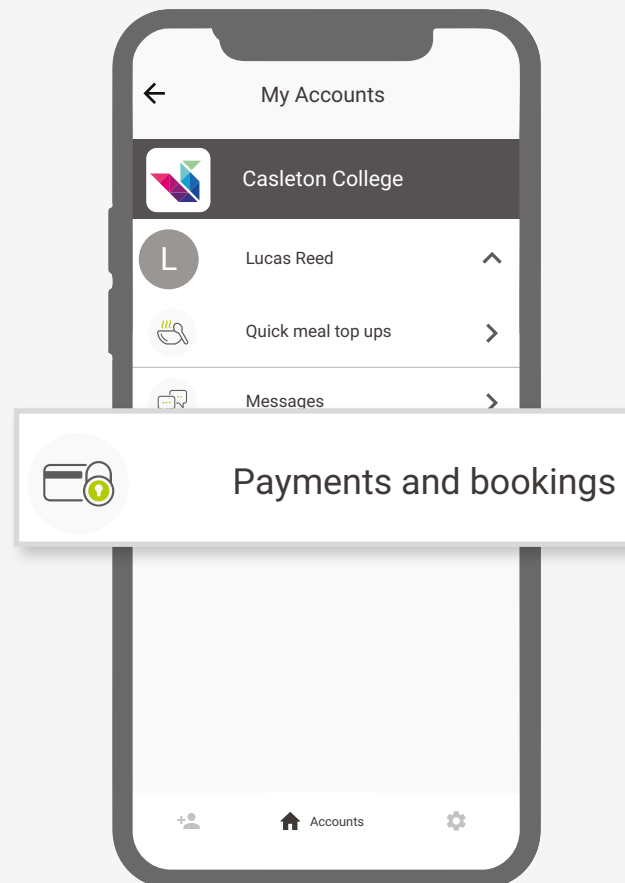 My Accounts
Casleton College
L
Lucas Reed
Quick meal top ups
Messages
Payments and bookings
Accounts